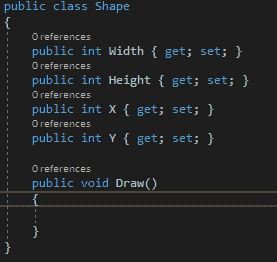 public class Shape
{
0 references
public int Width { get; set; }
0 references
public int Height { get; set; }
0 references
public int X { get; set; }
0 references
public int Y { get; set; }
0 references
public void Draw()
{
}
}